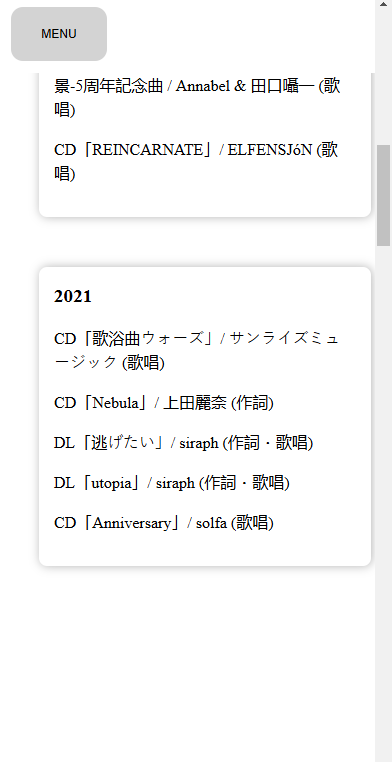 MENU
景-5周年記念曲 / Annabel & 田口囁一 (歌
唱)
CD「REINCARNATE」/ ELFENSJóN (歌
唱)
2021
CD「歌浴曲ウォーズ」/ サンライズミュ
ージック (歌唱)
CD「Nebula」/ 上田麗奈 (作詞)
DL「逃げたい」/ siraph (作詞・歌唱)
DL「utopia」/ siraph (作詞・歌唱)
CD「Anniversary」/ solfa (歌唱)